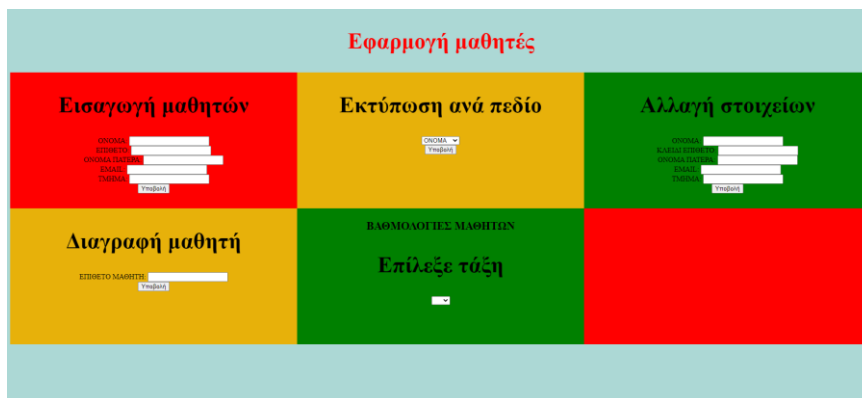 Εφαρμογή μαθητές
Εισαγωγή μαθητών
ΟΝΟΜΑ:
ΕΠΙΘΕΤΟ:
ΟΝΟΜΑ ΠΑΤΕΡΑ:
EMAIL:
ΤΜΗΜΑ:
Υποβολή
Εκτύπωση ανά πεδίο
ΟΝΟΜΑ
Υποβολή
Αλλαγή στοιχείων
ΟΝΟΜΑ:
ΚΛΕΙΔΙ ΕΠΙΘΕΤΟ:
ΟΝΟΜΑ ΠΑΤΕΡΑ:
EMAIL:
ΤΜΗΜΑ:
Υποβολή
Διαγραφή μαθητή
ΕΠΙΘΕΤΟ ΜΑΘΗΤΗ:
Υποβολή
ΒΑΘΜΟΛΟΓΙΕΣ ΜΑΘΗΤΩΝ
Επίλεξε τάξη